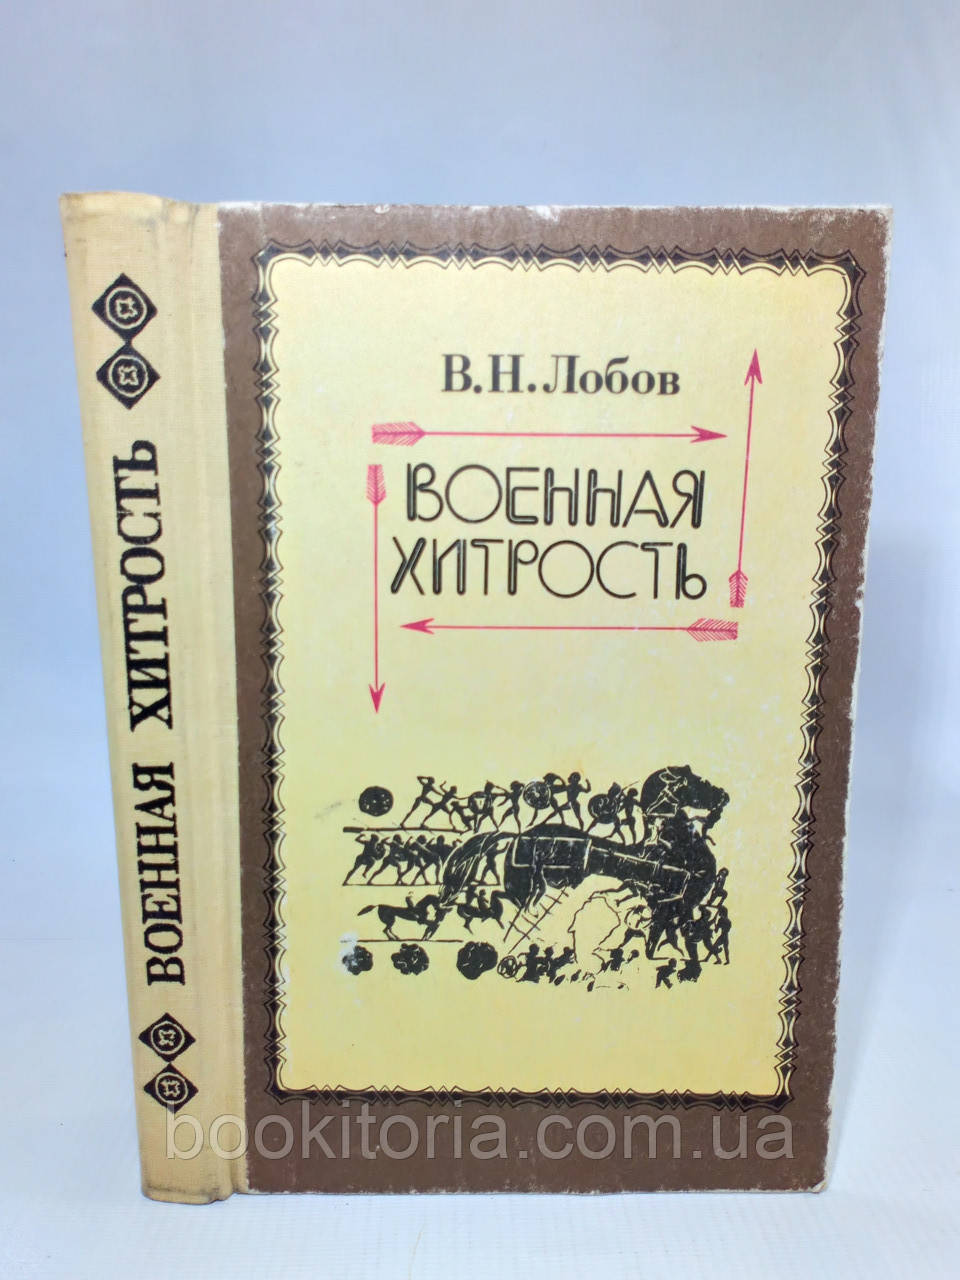 ВОЕННАЯ ХИТРОСТЬ
В.Н.Лобов
ВОЕННАЯ
ХИТРОСТЬ
bookitoria.com.ua